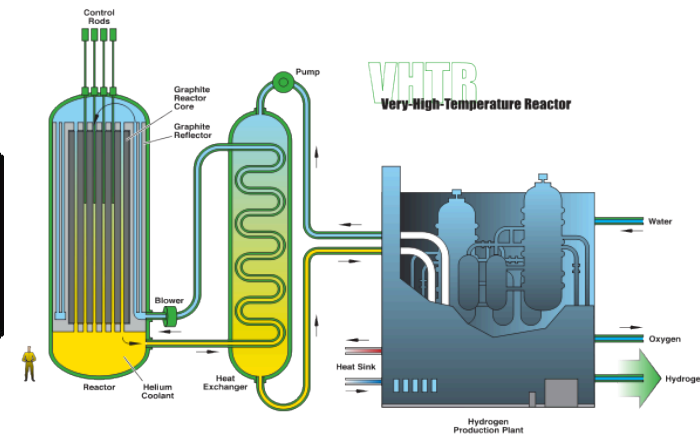 Control
Rods
Pump
VHTR
Very-High-Temperature Reactor
Graphite
Reactor
Core
Graphite
Reflector
Water
Blower
Oxygen
Heat Sink
Hydroge
Reactor
Helium
Coolant
Heat
Exchanger
Hydrogen
Production Plant